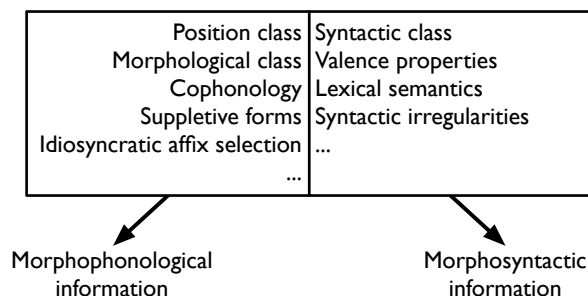 Position class
Morphological class
Cophonology
Suppletive forms
Idiosyncratic affix selection
...
Syntactic class
Valence properties
Lexical semantics
Syntactic irregularities
...
Morphophonological
information
Morphosyntactic
information